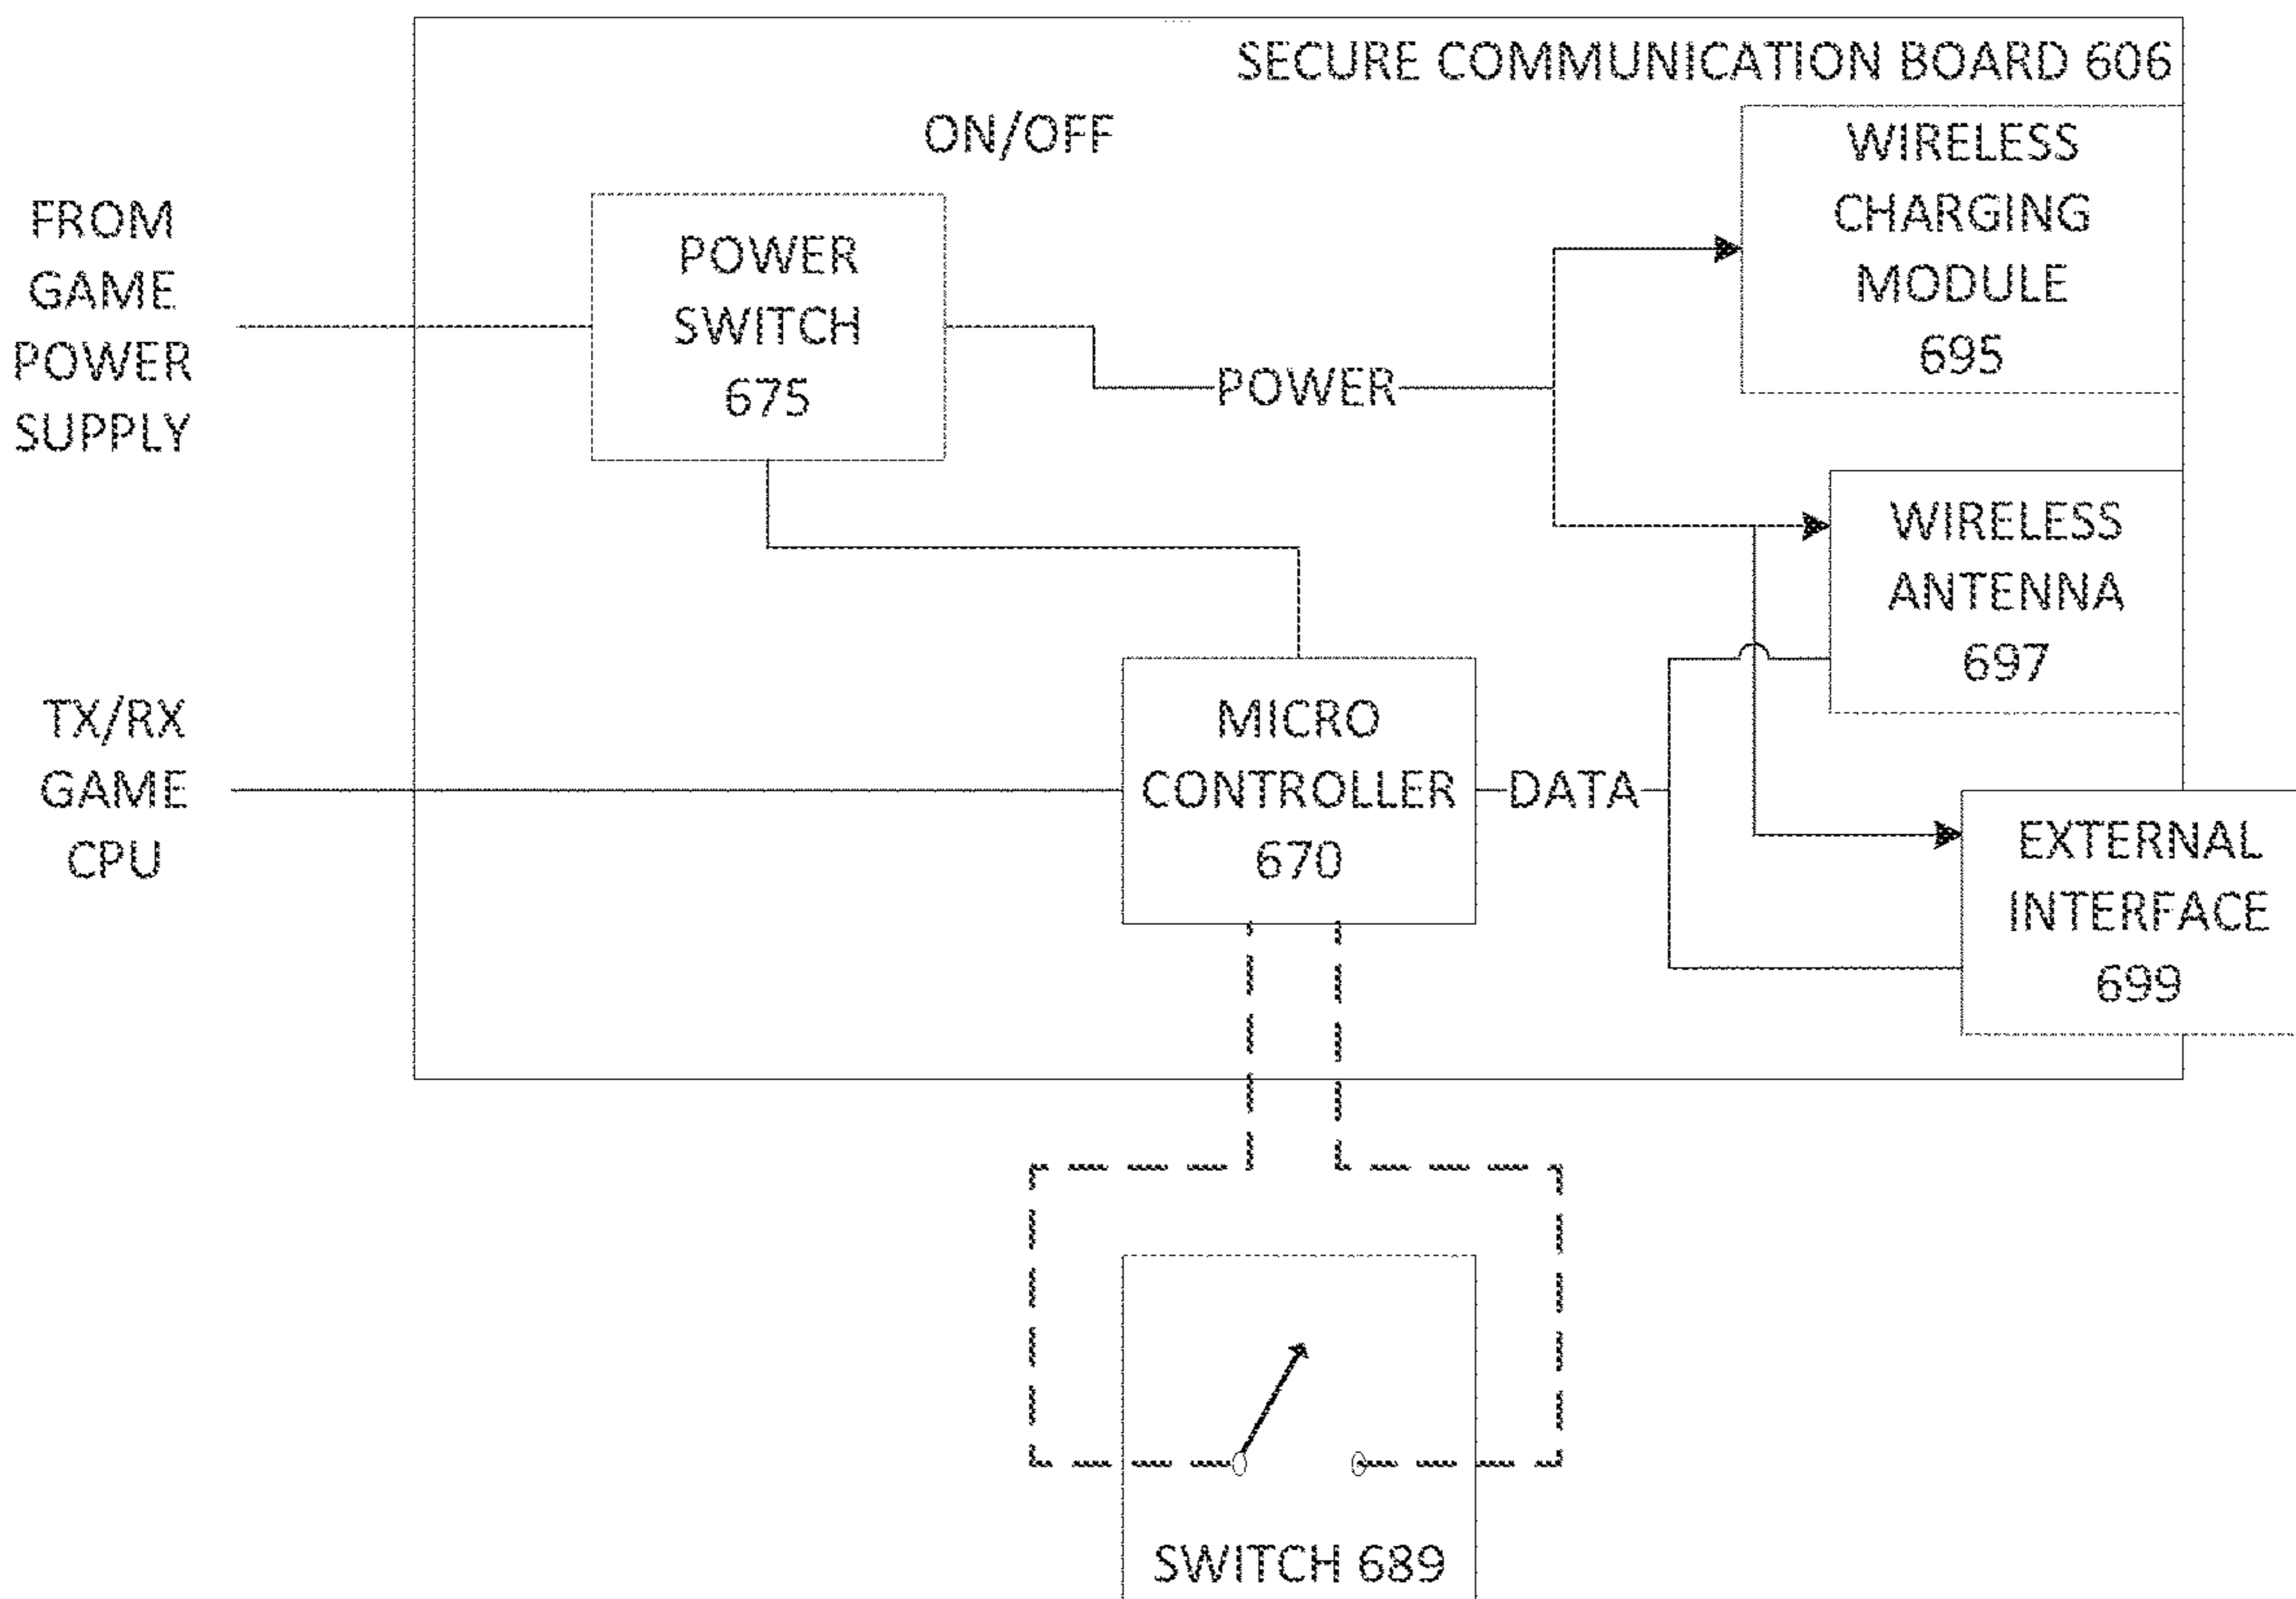 SECURE COMMUNICATION BOARD 606
ON/OFF
FROM
GAME
POWER
SUPPLY
POWER
SWITCH
675
POWER
WIRELESS
CHARGING
MODULE
695
WIRELESS
ANTENNA
697
TX/RX
GAME
CPU
MICRO
CONTROLLER
670
DATA
EXTERNAL
INTERFACE
699
SWITCH 689